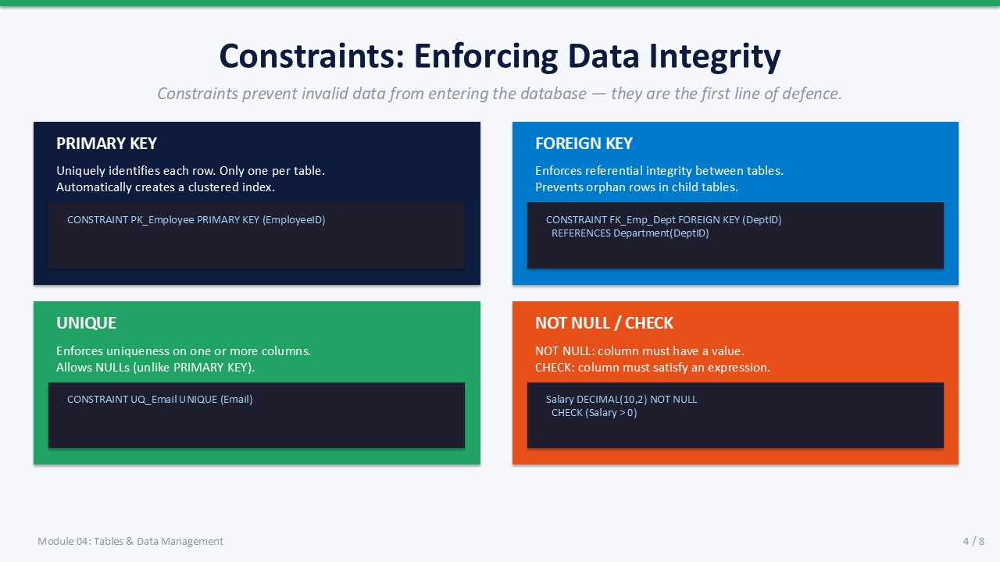 Constraints: Enforcing Data Integrity
Constraints prevent invalid data from entering the database — they are the first line of defence.
PRIMARY KEY
Uniquely identifies each row. Only one per table.
Automatically creates a clustered index.
CONSTRAINT PK_Employee PRIMARY KEY (EmployeeID)
FOREIGN KEY
Enforces referential integrity between tables.
Prevents orphan rows in child tables.
CONSTRAINT FK_Emp_Dept FOREIGN KEY (DeptID)
REFERENCES Department(DeptID)
UNIQUE
Enforces uniqueness on one or more columns.
Allows NULLs (unlike PRIMARY KEY).
CONSTRAINT UQ_Email UNIQUE (Email)
NOT NULL / CHECK
NOT NULL: column must have a value.
CHECK: column must satisfy an expression.
Salary DECIMAL(10,2) NOT NULL
CHECK (Salary > 0)
Module 04: Tables & Data Management
4 / 8